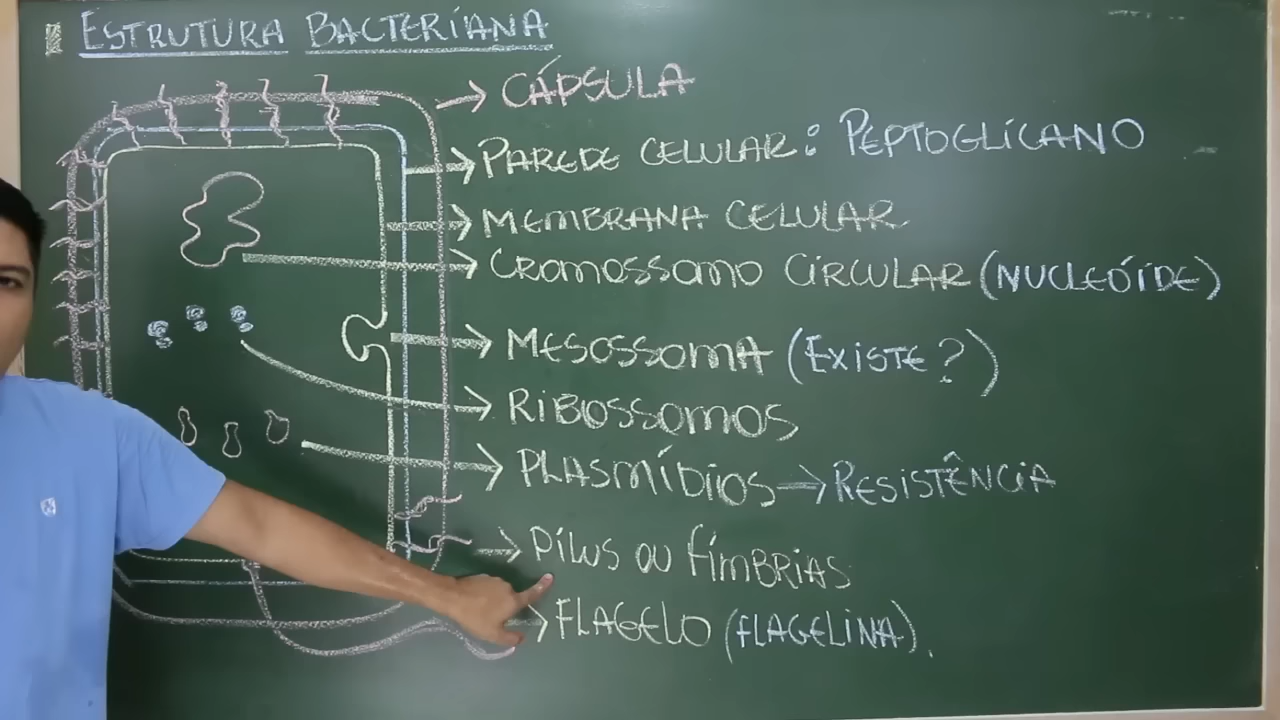 ESTRUTURA BACTERIANA
CÁPSULA
PAREDE CELULAR: PEPTOGLICANO
MEMBRANA CELULAR
CROMOSSOMO CIRCULAR (NUCLEÓIDE)
MESOSSOMA (EXISTE?)
RIBOSSOMOS
PLASMÍDIOS → RESISTÊNCIA
PÍLUS OU FÍMBRIAS
FLAGELO (FLAGELINA).